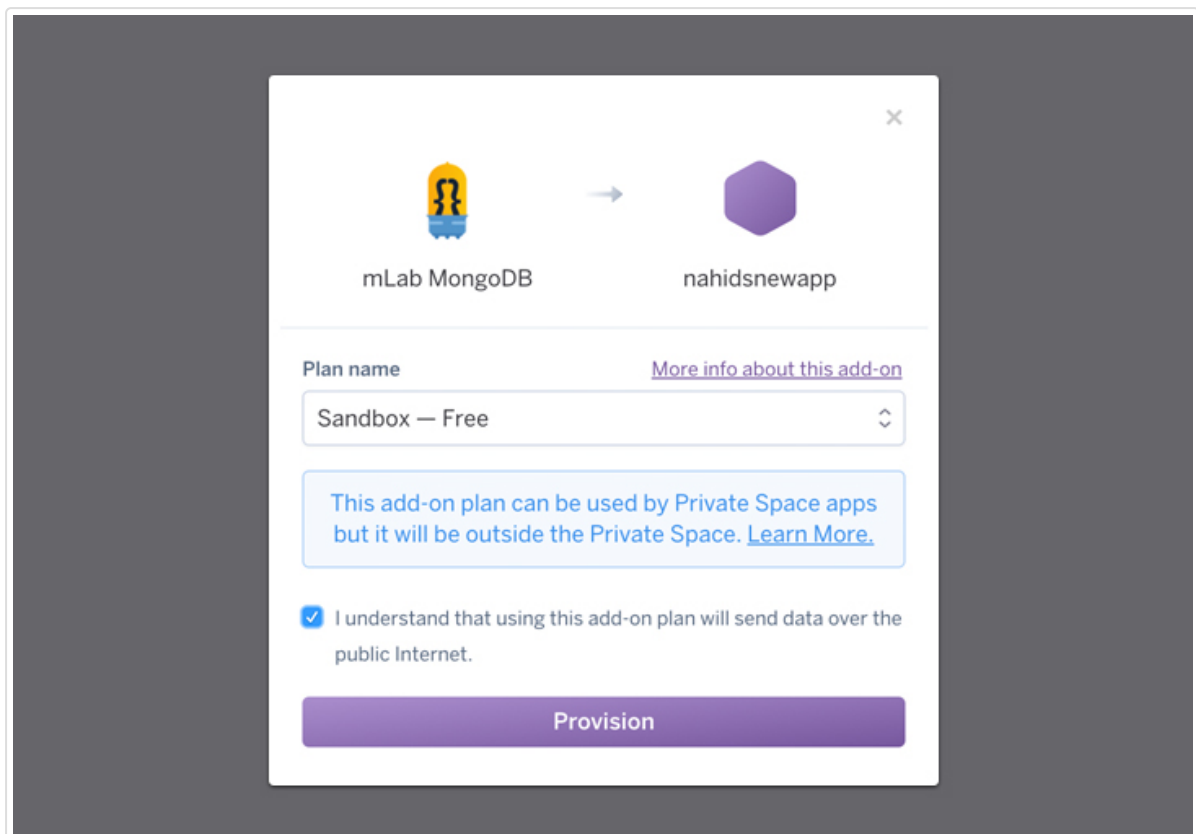 mLab MongoDB
nahidsnewapp
Plan name
More info about this add-on
Sandbox — Free
This add-on plan can be used by Private Space apps
but it will be outside the Private Space. Learn More.
I understand that using this add-on plan will send data over the
public Internet.
Provision